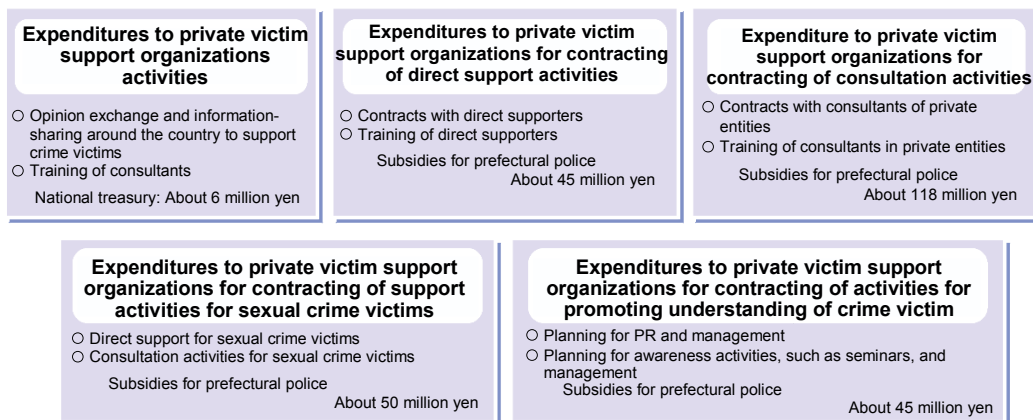 Expenditures to private victim
support organizations
activities
○ Opinion exchange and information-
sharing around the country to support
crime victims
○ Training of consultants
National treasury: About 6 million yen
Expenditures to private victim
support organizations for contracting
of direct support activities
○ Contracts with direct supporters
○ Training of direct supporters
Subsidies for prefectural police
About 45 million yen
Expenditure to private victim
support organizations for
contracting of consultation activities
○ Contracts with consultants of private
entities
○ Training of consultants in private entities
Subsidies for prefectural police
About 118 million yen
Expenditures to private victim support
organizations for contracting of support
activities for sexual crime victims
○ Direct support for sexual crime victims
○ Consultation activities for sexual crime victims
Subsidies for prefectural police
About 50 million yen
Expenditures to private victim support
organizations for contracting of activities for
promoting understanding of crime victim
○ Planning for PR and management
○ Planning for awareness activities, such as seminars, and
management
Subsidies for prefectural police
About 45 million yen